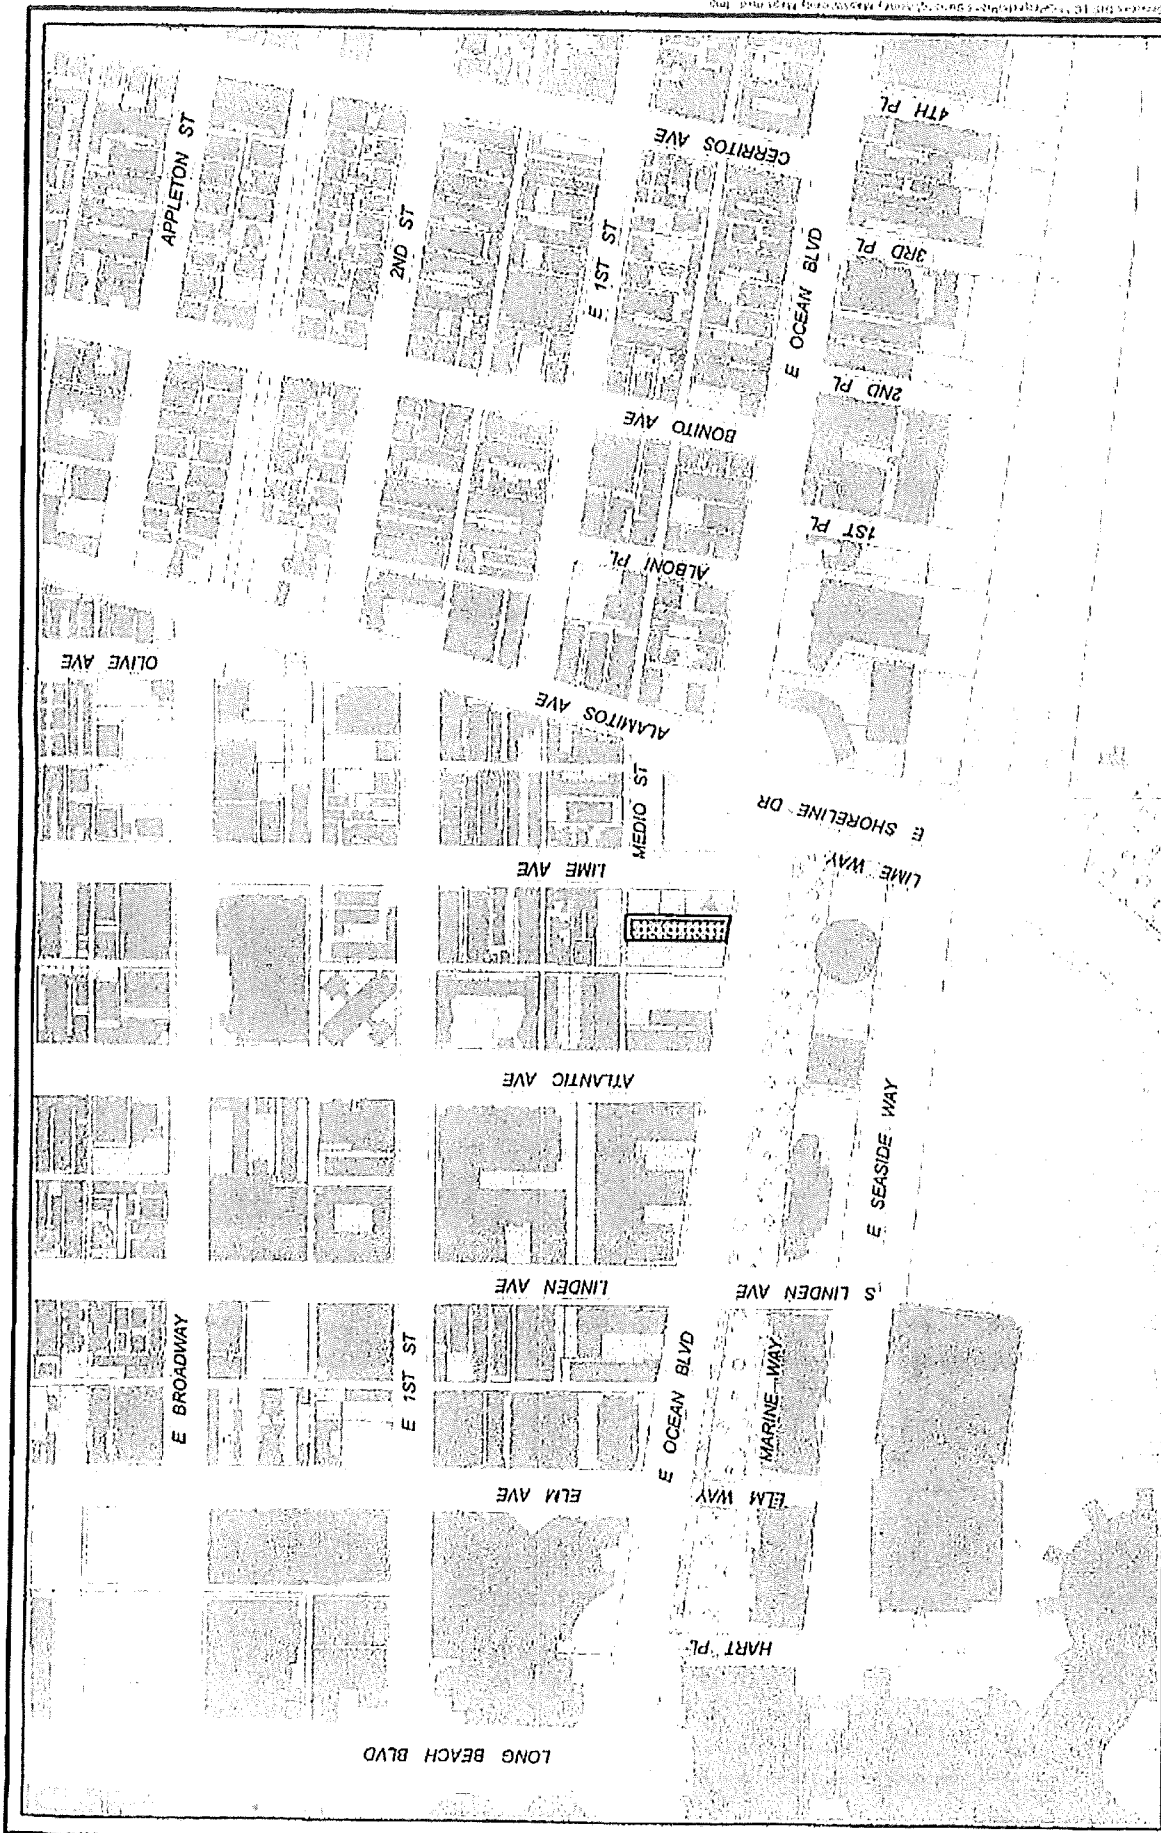 4TH PL
CERRITOS AVE
APPLETON ST
2ND ST
E 1ST ST
3RD PL
E OCEAN BLVD
2ND PL
BONITO AVE
1ST PL
ALBONI PL
OLIVE AVE
ALAMITOS AVE
MEDIO ST
E SHORELINE DR
LIME AVE
LIME WAY
ATLANTIC AVE
E SEASIDE WAY
LINDEN AVE
S LINDEN AVE
E BROADWAY
E 1ST ST
E OCEAN BLVD
MARINE WAY
ELM AVE
ELM WAY
HART PL
LONG BEACH BLVD